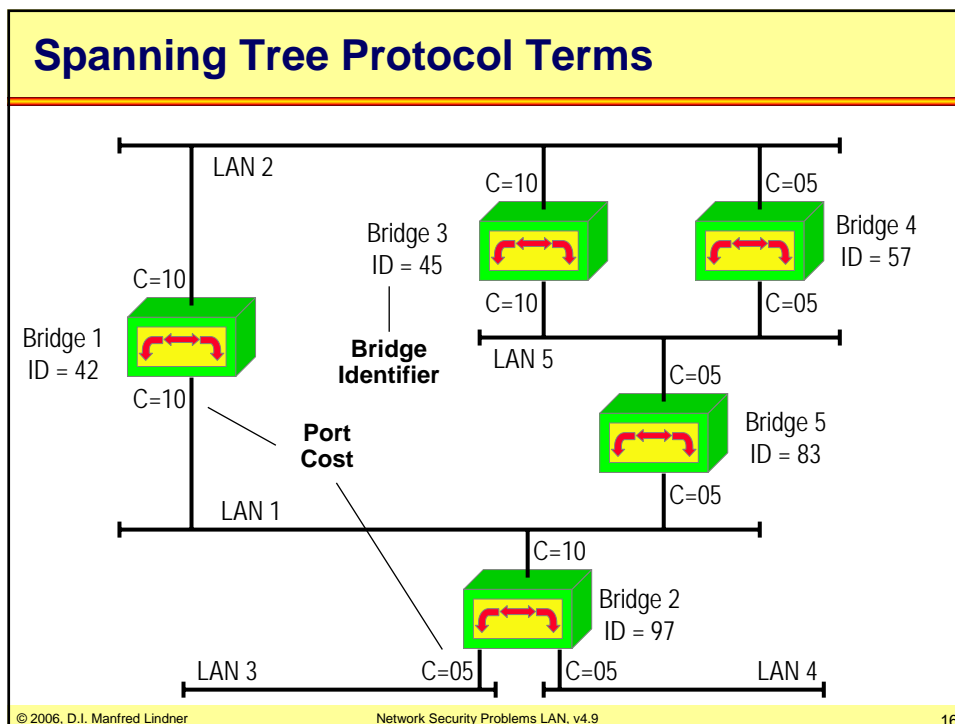 Spanning Tree Protocol Terms
LAN 2
C=10
C=05
Bridge 3
ID = 45
Bridge 4
ID = 57
C=10
C=10
C=05
Bridge 1
ID = 42
Bridge
Identifier
LAN 5
C=10
C=05
Port
Cost
Bridge 5
ID = 83
C=05
LAN 1
C=10
Bridge 2
ID = 97
LAN 3
C=05
C=05
LAN 4
© 2006, D.I. Manfred Lindner
Network Security Problems LAN, v4.9
16